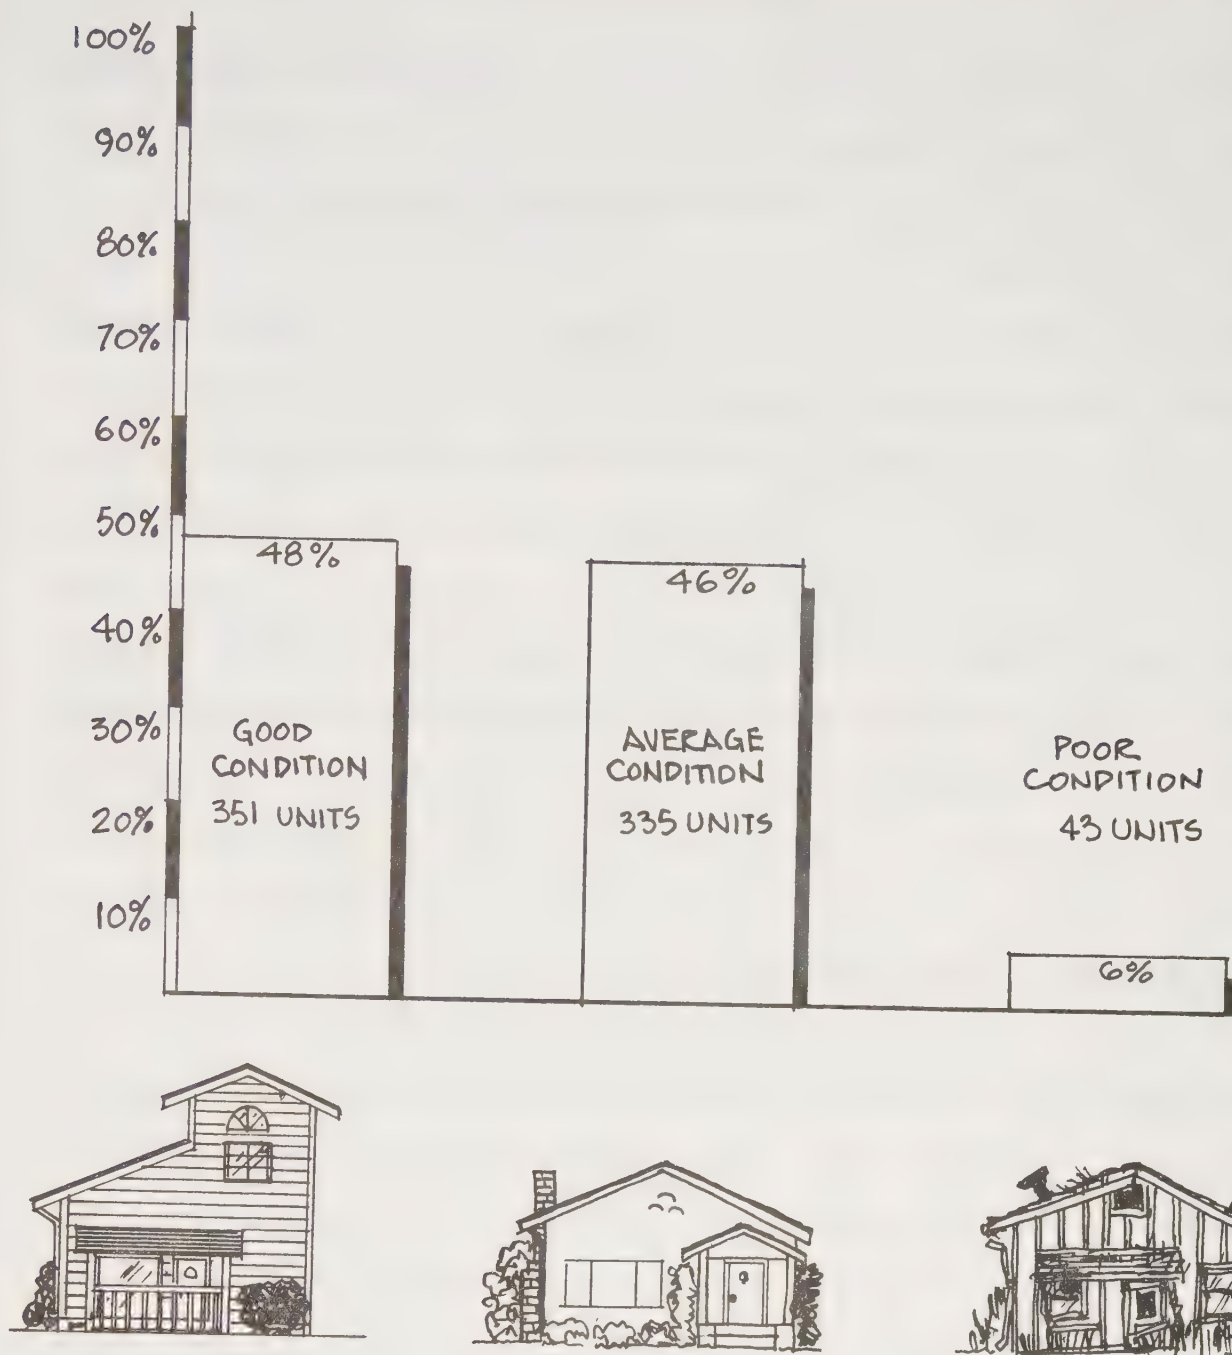 100%
90%
80%
70%
60%
50%
40%
30%
20%
10%
48%
GOOD
CONDITION
351 UNITS
46%
AVERAGE
CONDITION
335 UNITS
POOR
CONDITION
43 UNITS
6%